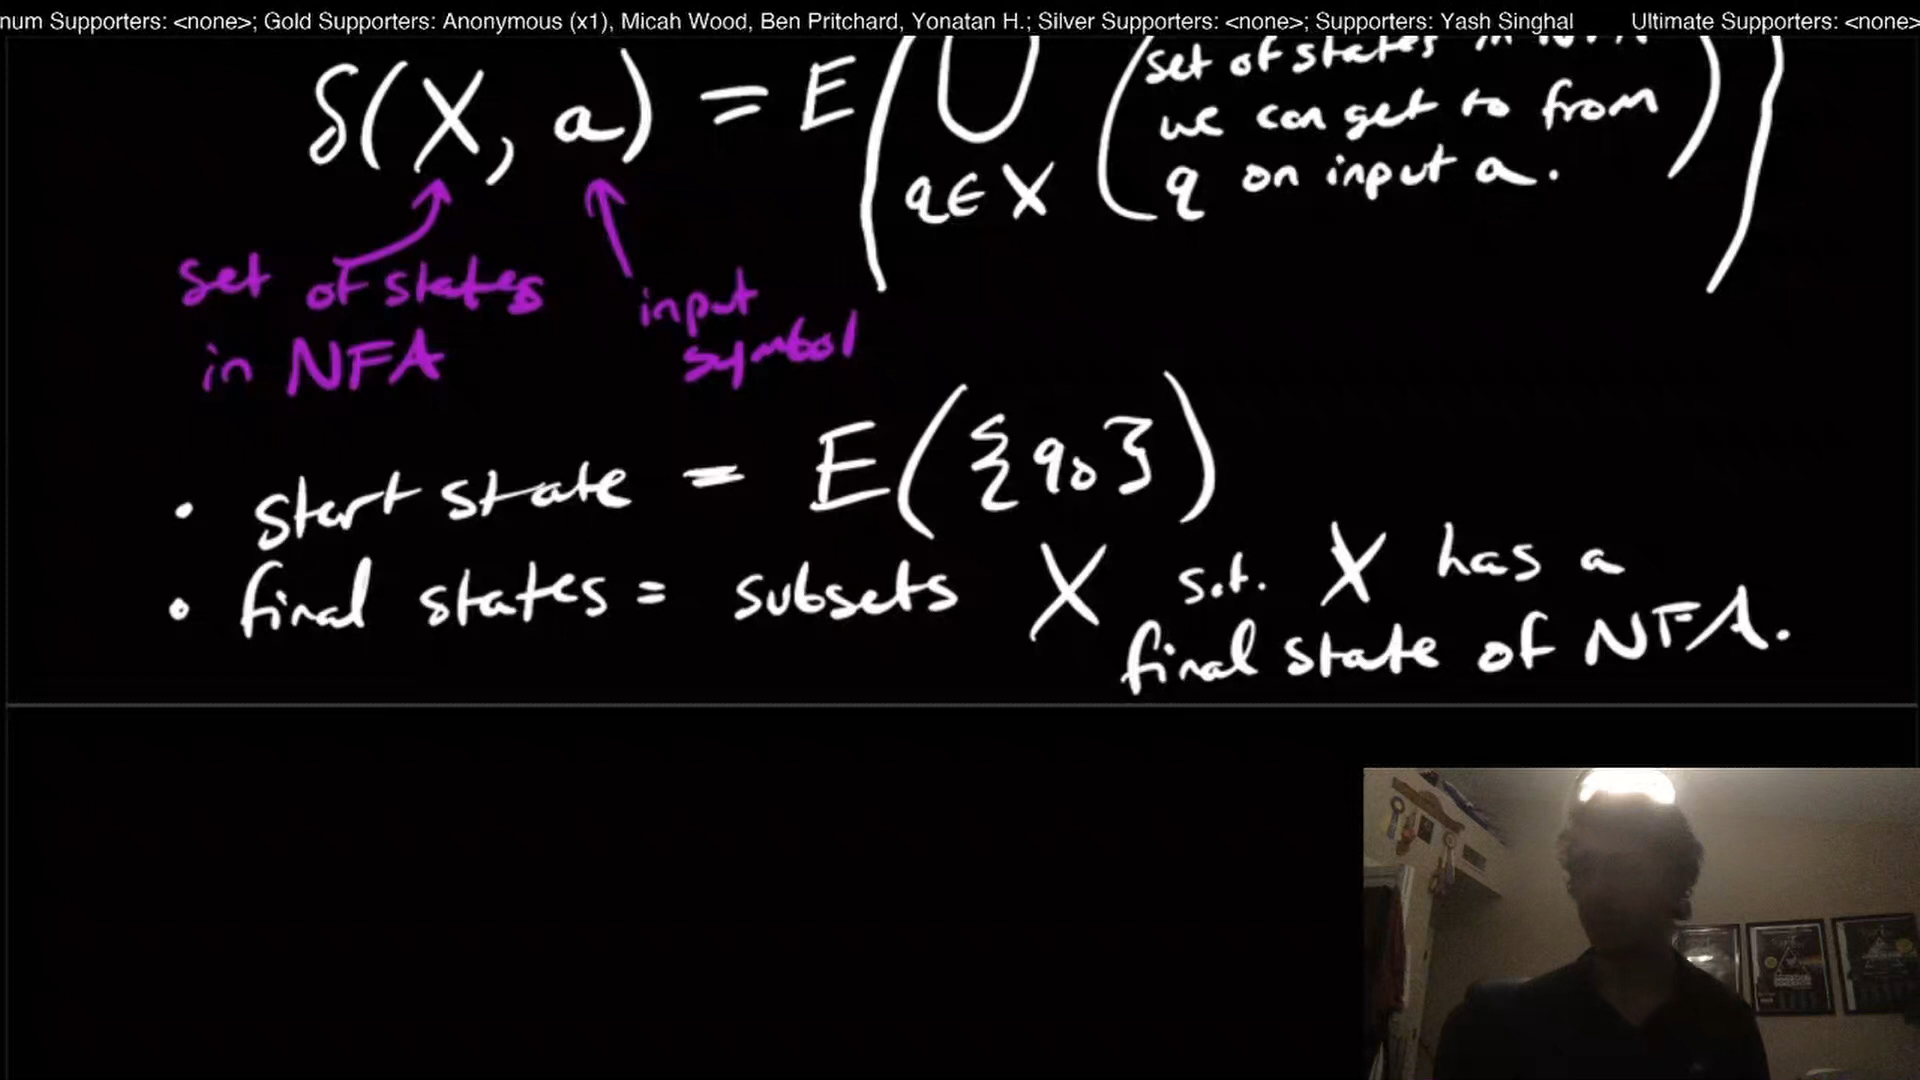 num Supporters: <none>; Gold Supporters: Anonymous (x1), Micah Wood, Ben Pritchard, Yonatan H.; Silver Supporters: <none>; Supporters: Yash Singhal Ultimate Supporters: <none>
set of states in NFA
δ(X, a) = E(⋃ (we can get to from
q∈X q on input a.))
set of states
in NFA
input
symbol
• start state = E({q0})
• final states = subsets X s.t. X has a
final state of NFA.